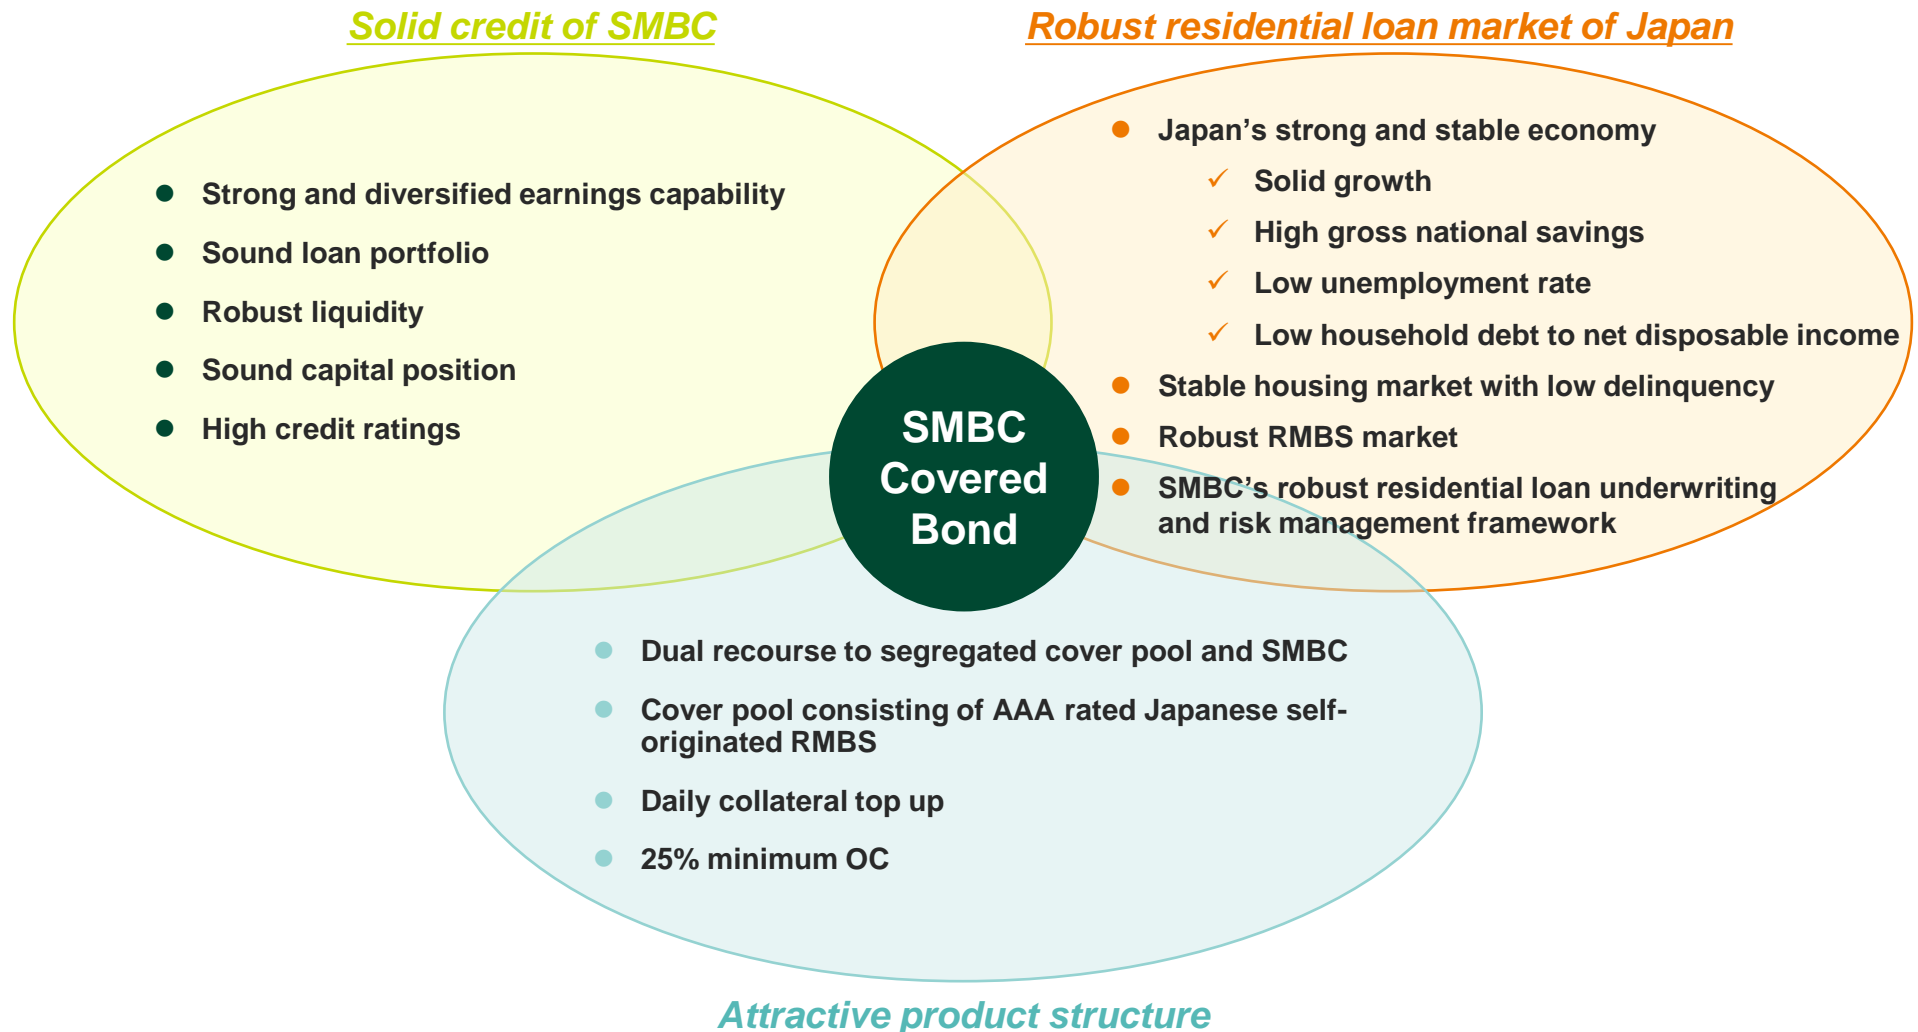 Solid credit of SMBC
Robust residential loan market of Japan
● Strong and diversified earnings capability
● Sound loan portfolio
● Robust liquidity
● Sound capital position
● High credit ratings
● Japan’s strong and stable economy
✓ Solid growth
✓ High gross national savings
✓ Low unemployment rate
✓ Low household debt to net disposable income
● Stable housing market with low delinquency
● Robust RMBS market
● SMBC’s robust residential loan underwriting
and risk management framework
SMBC
Covered
Bond
● Dual recourse to segregated cover pool and SMBC
● Cover pool consisting of AAA rated Japanese self-
originated RMBS
● Daily collateral top up
● 25% minimum OC
Attractive product structure